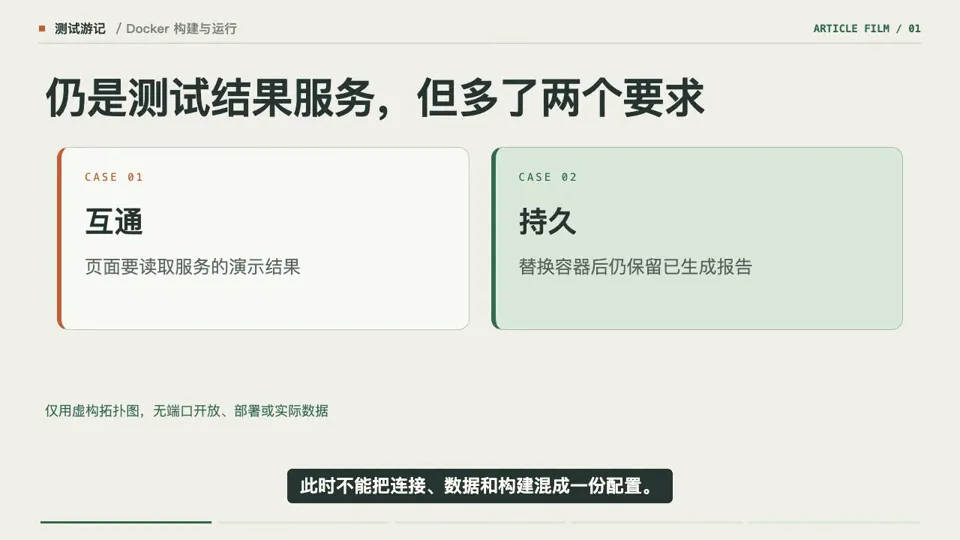 测试游记 / Docker 构建与运行
ARTICLE FILM / 01
仍是测试结果服务，但多了两个要求
CASE 01
互通
页面要读取服务的演示结果
CASE 02
持久
替换容器后仍保留已生成报告
仅用虚构拓扑图，无端口开放、部署或实际数据
此时不能把连接、数据和构建混成一份配置。